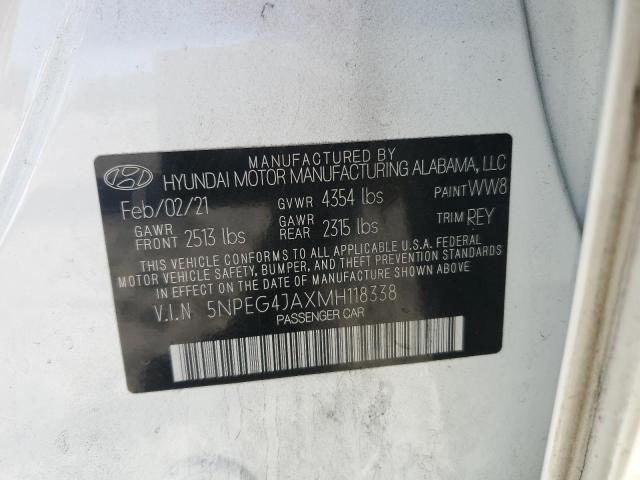 MANUFACTURED BY
HYUNDAI MOTOR MANUFACTURING ALABAMA, LLC
Feb/02/21 GVWR 4354 lbs PAINT WW8
GAWR FRONT 2513 lbs GAWR REAR 2315 lbs TRIM REY
THIS VEHICLE CONFORMS TO ALL APPLICABLE U.S.A. FEDERAL
MOTOR VEHICLE SAFETY, BUMPER, AND THEFT PREVENTION STANDARDS
IN EFFECT ON THE DATE OF MANUFACTURE SHOWN ABOVE.
V.I.N 5NPEG4JAXMH118338
PASSENGER CAR